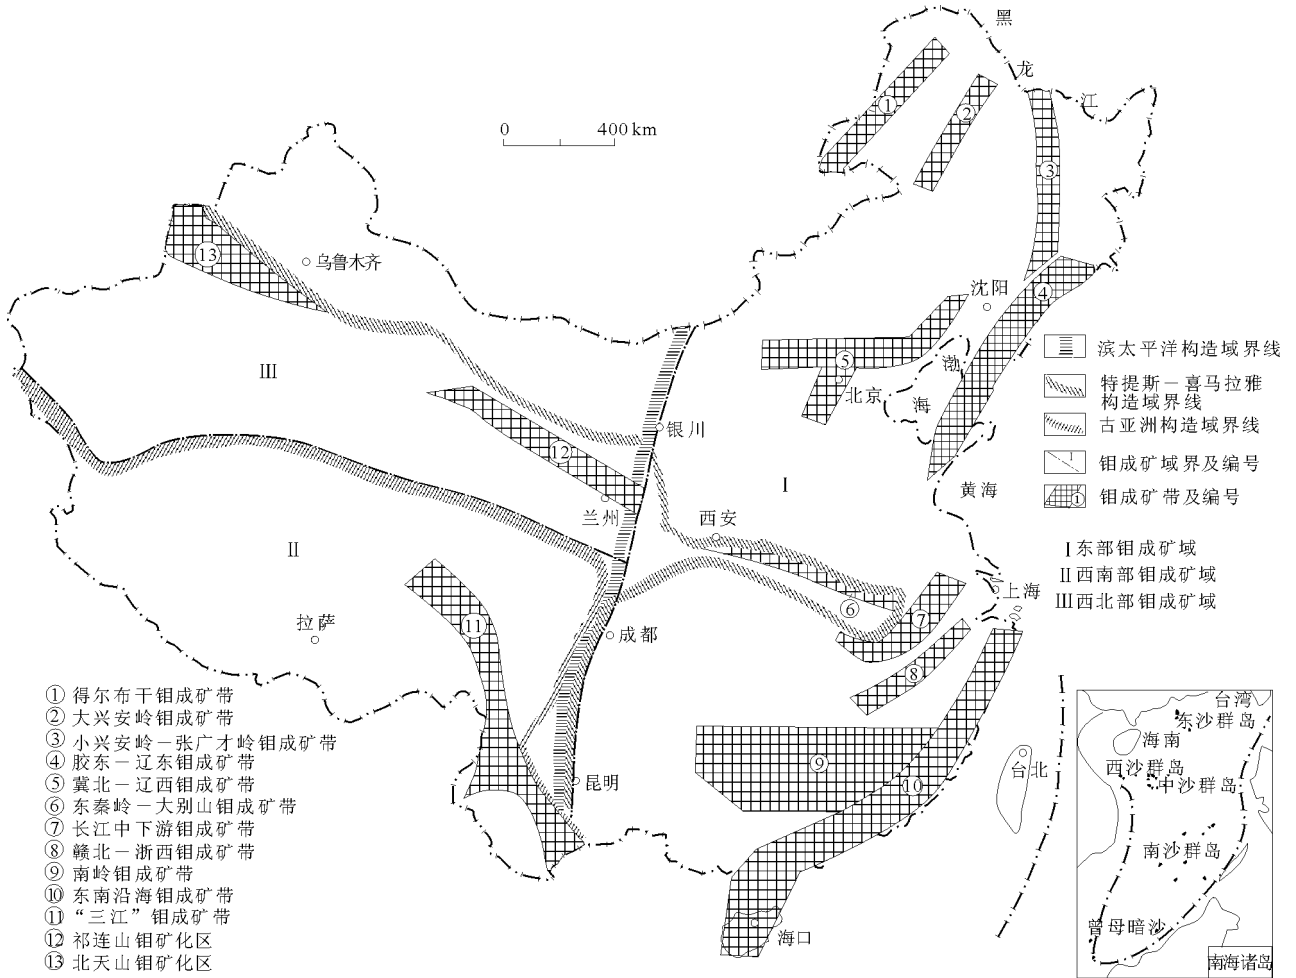 黑
龙
江
0 400 km
①
②
③
⑬
乌鲁木齐
沈阳
④
滨太平洋构造域界线
Ⅲ
⑤
渤
海
北京
特提斯－喜马拉雅
构造域界线
古亚洲构造域界线
银川
⑫
1
钼成矿域界及编号
Ⅰ
黄海
①
钼成矿带及编号
兰州
西安
Ⅱ
Ⅰ东部钼成矿域
Ⅱ西南部钼成矿域
Ⅲ西北部钼成矿域
上海
⑥
⑦
拉萨
⑪
成都
⑧
①得尔布干钼成矿带
②大兴安岭钼成矿带
③小兴安岭－张广才岭钼成矿带
④胶东－辽东钼成矿带
⑤冀北－辽西钼成矿带
⑥东秦岭－大别山钼成矿带
⑦长江中下游钼成矿带
⑧赣北－浙西钼成矿带
⑨南岭钼成矿带
⑩东南沿海钼成矿带
⑪“三江”钼成矿带
⑫祁连山钼矿化区
⑬北天山钼矿化区
昆明
⑨
⑩
台北
海口
台湾
东沙群岛
海南
西沙群岛
中沙群岛
南沙群岛
曾母暗沙
南海诸岛